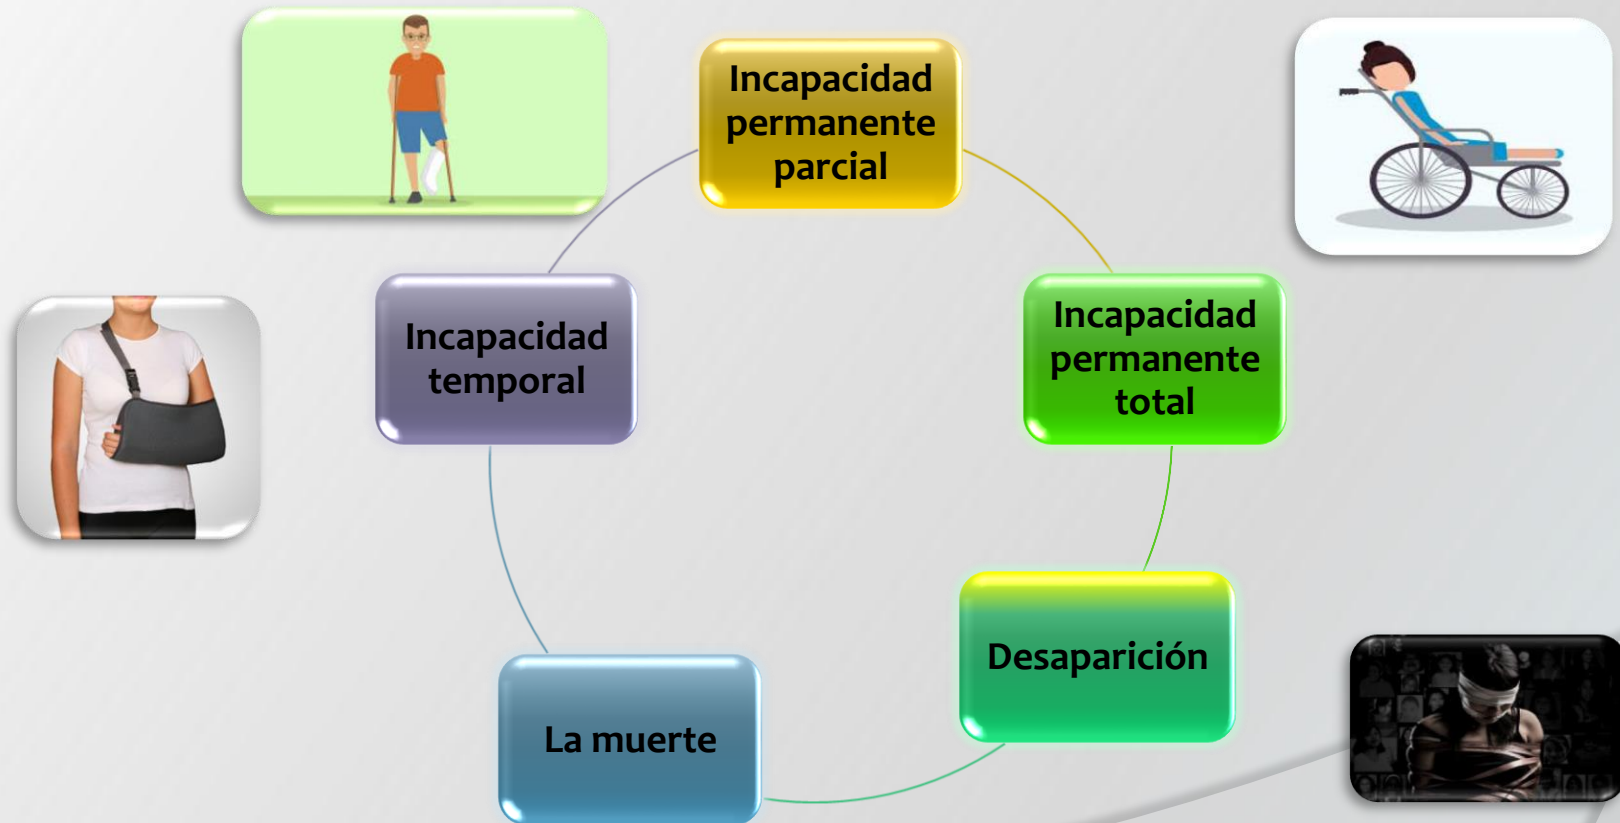 Incapacidad
permanente
parcial
Incapacidad
temporal
Incapacidad
permanente
total
Desaparición
La muerte